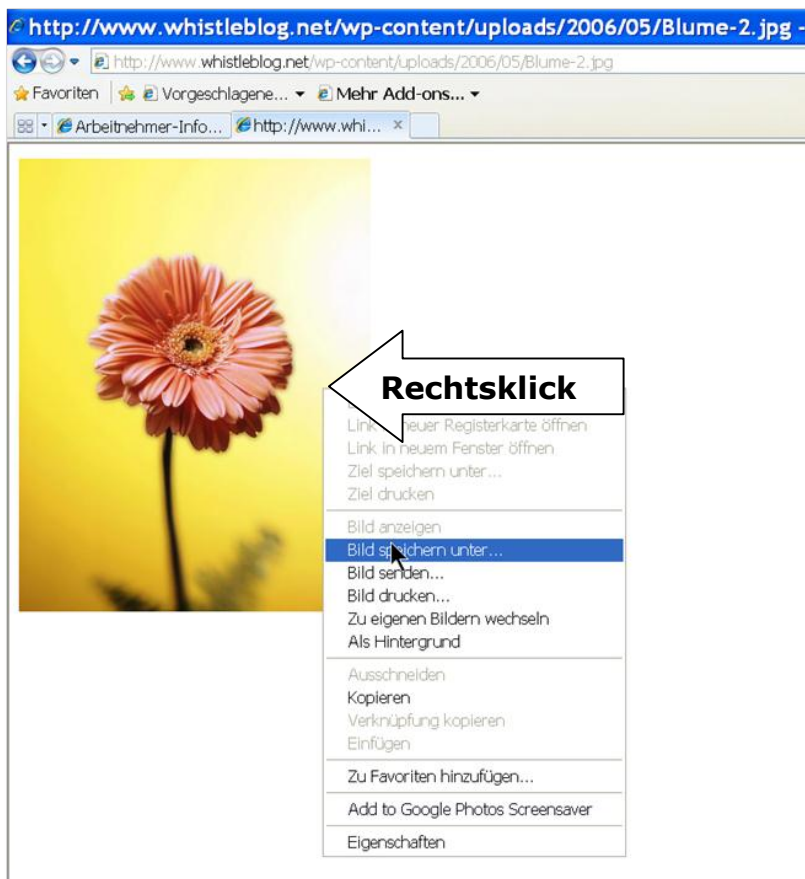 http://www.whistleblog.net/wp-content/uploads/2006/05/Blume-2.jpg -
http://www.whistleblog.net/wp-content/uploads/2006/05/Blume-2.jpg
Favoriten Vorgeschlagene... Mehr Add-ons...
Arbeitnehmer-Info... http://www.whi... x
Rechtsklick
Link neuer Registerkarte öffnen
Link in neuem Fenster öffnen
Ziel speichern unter...
Ziel drucken
Bild anzeigen
Bild speichern unter...
Bild senden...
Bild drucken...
Zu eigenen Bildern wechseln
Als Hintergrund
Ausschneiden
Kopieren
Verknüpfung kopieren
Einfügen
Zu Favoriten hinzufügen...
Add to Google Photos Screensaver
Eigenschaften